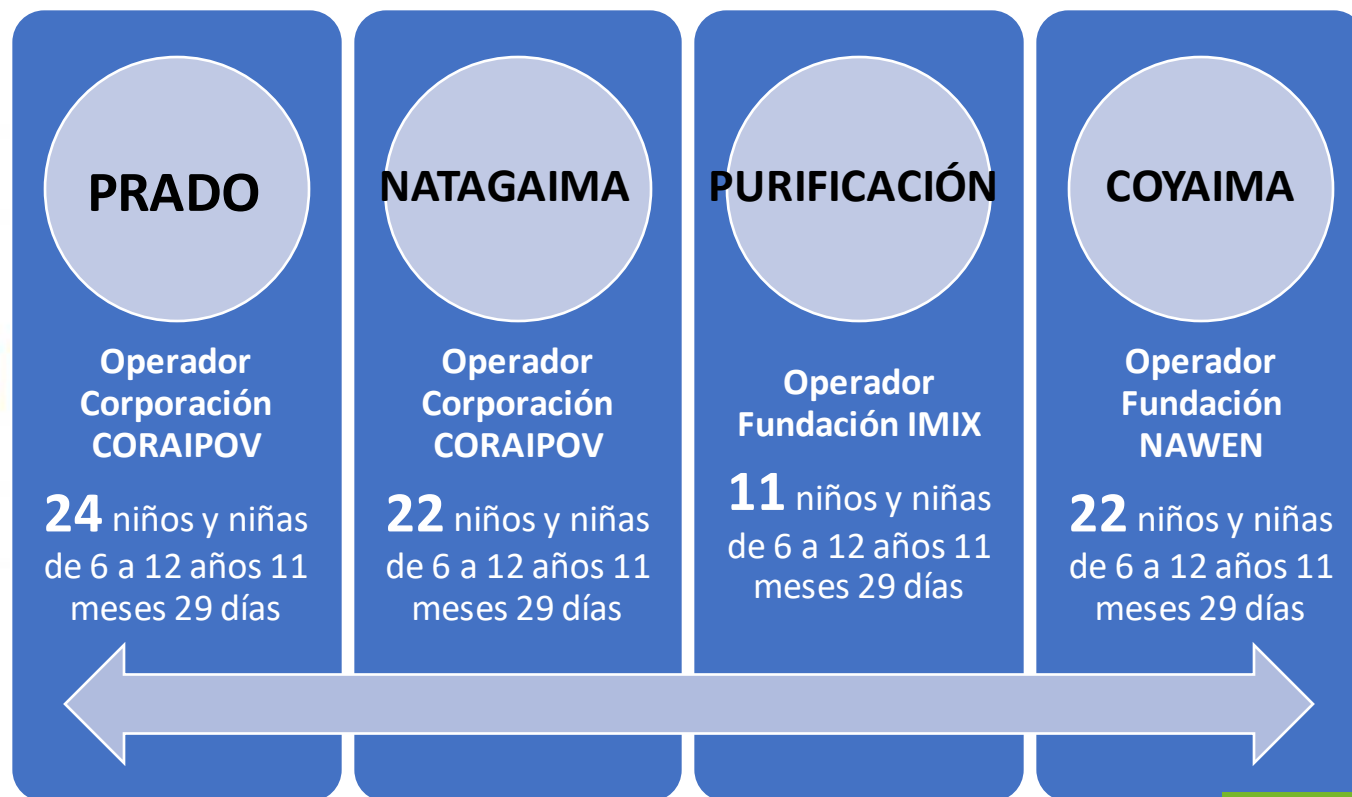 PRADO
Operador
Corporación
CORAIPOV
24 niños y niñas
de 6 a 12 años 11
meses 29 días
NATAGAIMA
Operador
Corporación
CORAIPOV
22 niños y niñas
de 6 a 12 años 11
meses 29 días
PURIFICACIÓN
Operador
Fundación IMIX
11 niños y niñas
de 6 a 12 años 11
meses 29 días
COYAIMA
Operador
Fundación
NAWEN
22 niños y niñas
de 6 a 12 años 11
meses 29 días